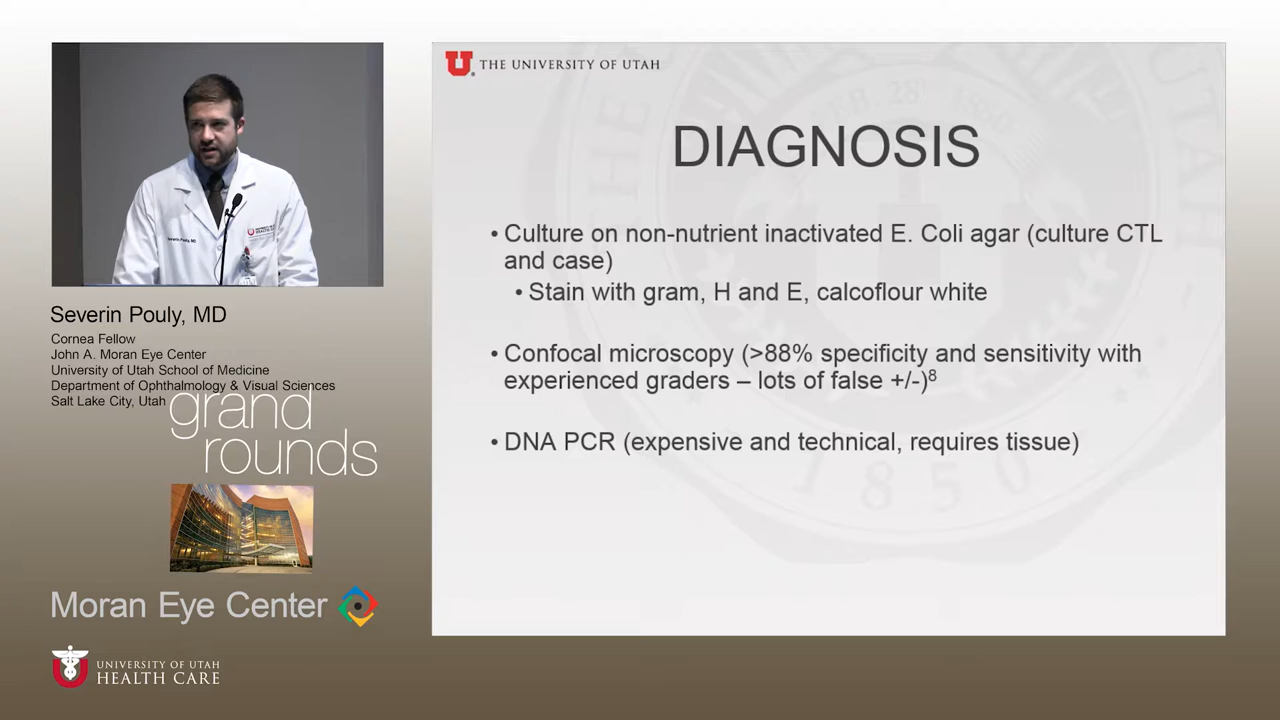 Severin Pouly, MD
Cornea Fellow
John A. Moran Eye Center
University of Utah School of Medicine
Department of Ophthalmology & Visual Sciences
Salt Lake City, Utah
grand
rounds
Moran Eye Center
UNIVERSITY OF UTAH
HEALTH CARE
THE UNIVERSITY OF UTAH
DIAGNOSIS
• Culture on non-nutrient inactivated E. Coli agar (culture CTL
and case)
• Stain with gram, H and E, calcoflour white
• Confocal microscopy (>88% specificity and sensitivity with
experienced graders – lots of false +/-)⁸
• DNA PCR (expensive and technical, requires tissue)
1850
Severin Pouly, MD